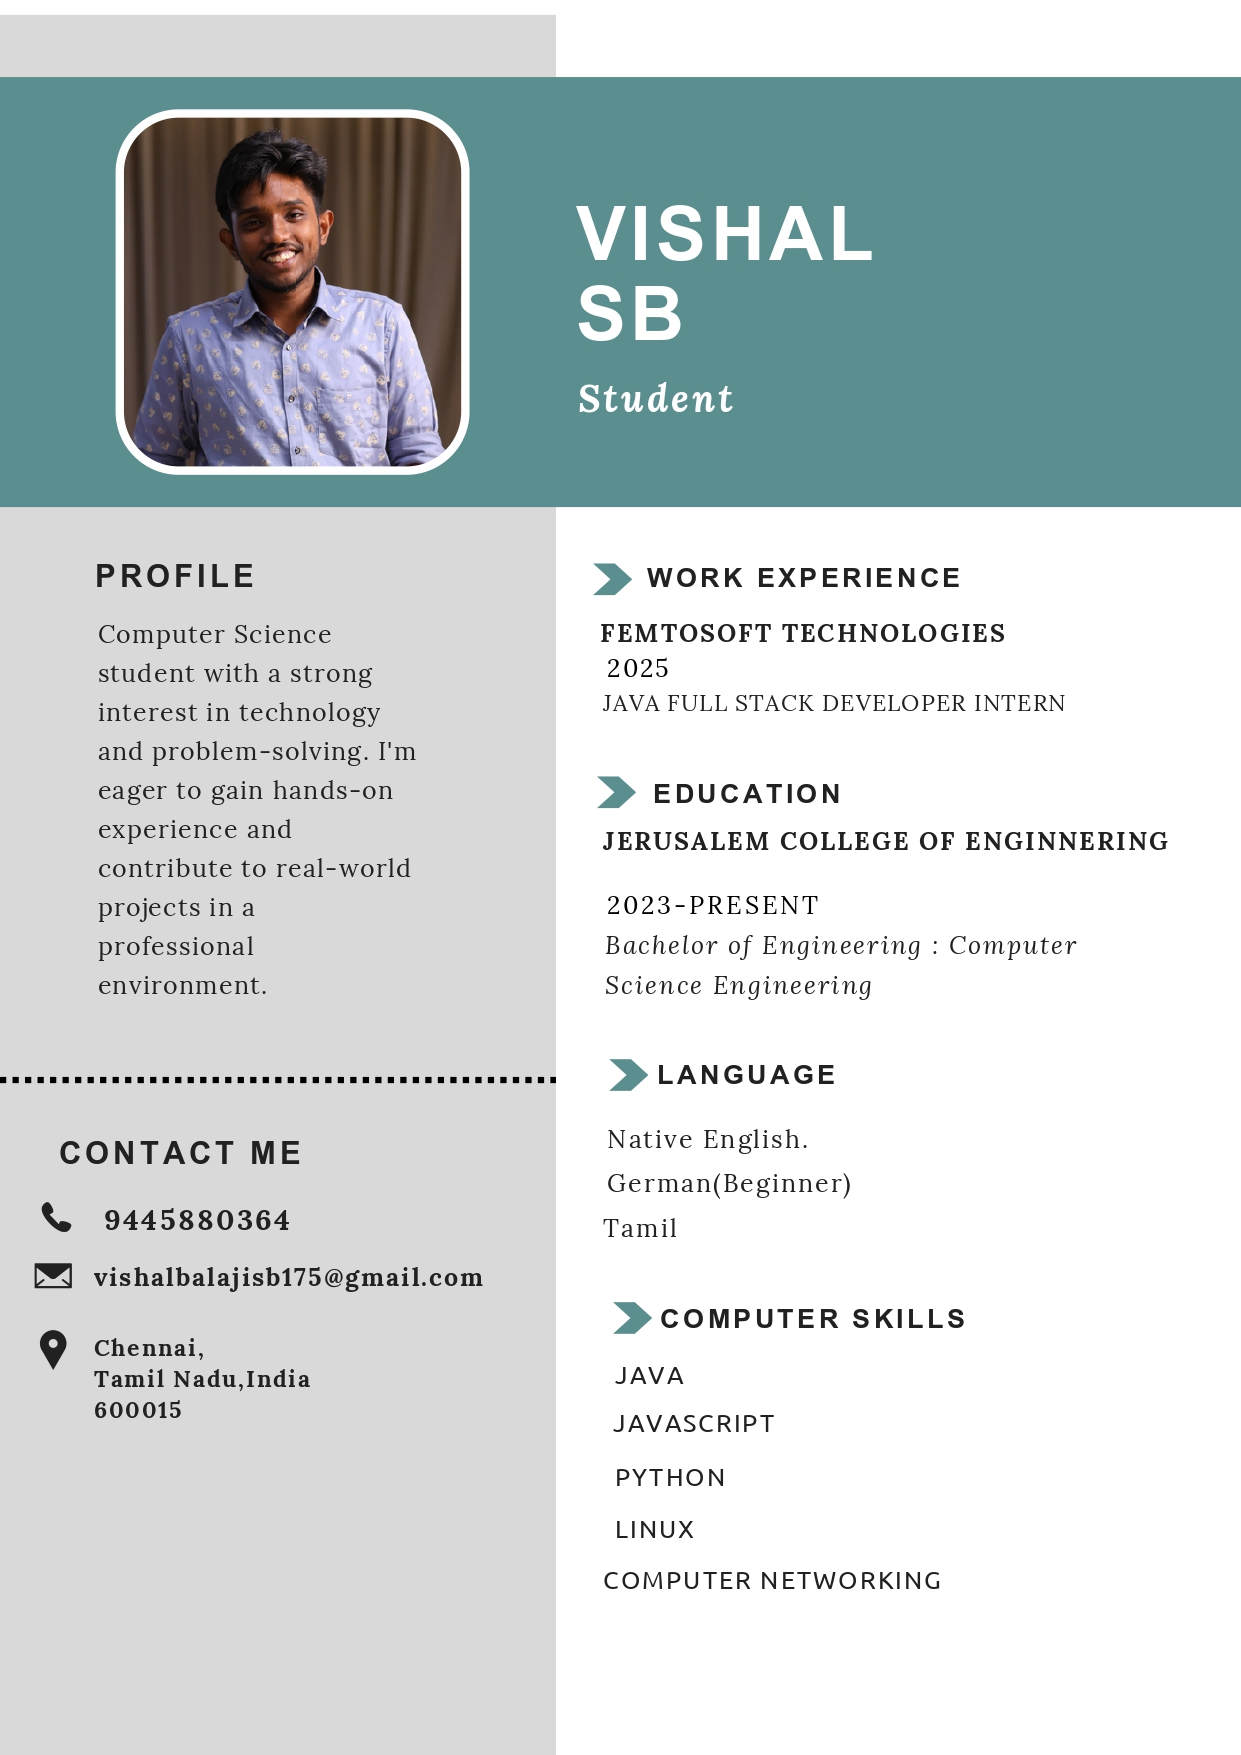 VISHAL
SB
Student
PROFILE
Computer Science
student with a strong
interest in technology
and problem-solving. I'm
eager to gain hands-on
experience and
contribute to real-world
projects in a
professional
environment.
CONTACT ME
9445880364
vishalbalajisb175@gmail.com
Chennai,
Tamil Nadu,India
600015
WORK EXPERIENCE
FEMTOSOFT TECHNOLOGIES
2025
JAVA FULL STACK DEVELOPER INTERN
EDUCATION
JERUSALEM COLLEGE OF ENGINNERING
2023-PRESENT
Bachelor of Engineering : Computer
Science Engineering
LANGUAGE
Native English.
German(Beginner)
Tamil
COMPUTER SKILLS
JAVA
JAVASCRIPT
PYTHON
LINUX
COMPUTER NETWORKING